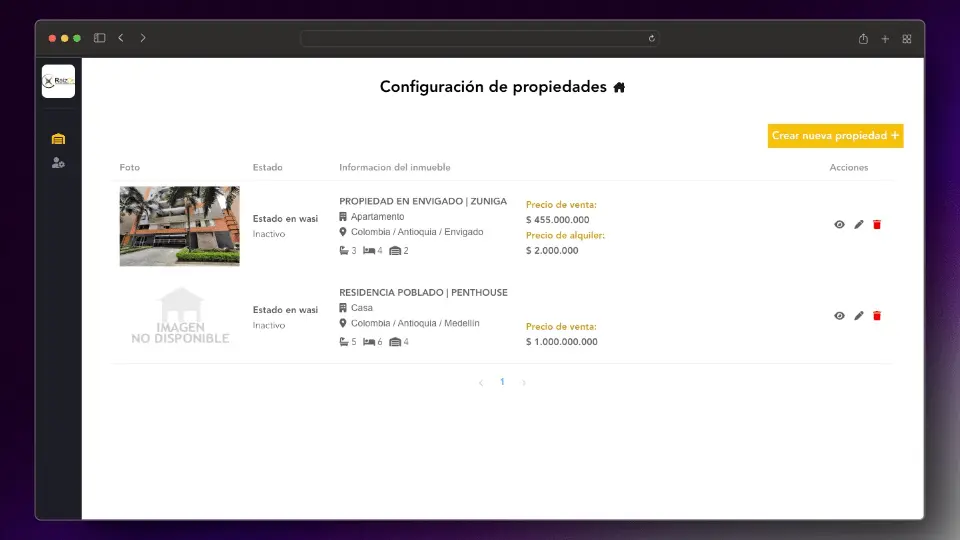 Configuración de propiedades
Crear nueva propiedad +
Foto
Estado
Informacion del inmueble
Acciones
Estado en wasi
Inactivo
PROPIEDAD EN ENVIGADO | ZUNIGA
Apartamento
Colombia / Antioquia / Envigado
3 4 2
Precio de venta:
$ 455.000.000
Precio de alquiler:
$ 2.000.000
IMAGEN
NO DISPONIBLE
Estado en wasi
Inactivo
RESIDENCIA POBLADO | PENTHOUSE
Casa
Colombia / Antioquia / Medellín
5 6 4
Precio de venta:
$ 1.000.000.000
< 1 >